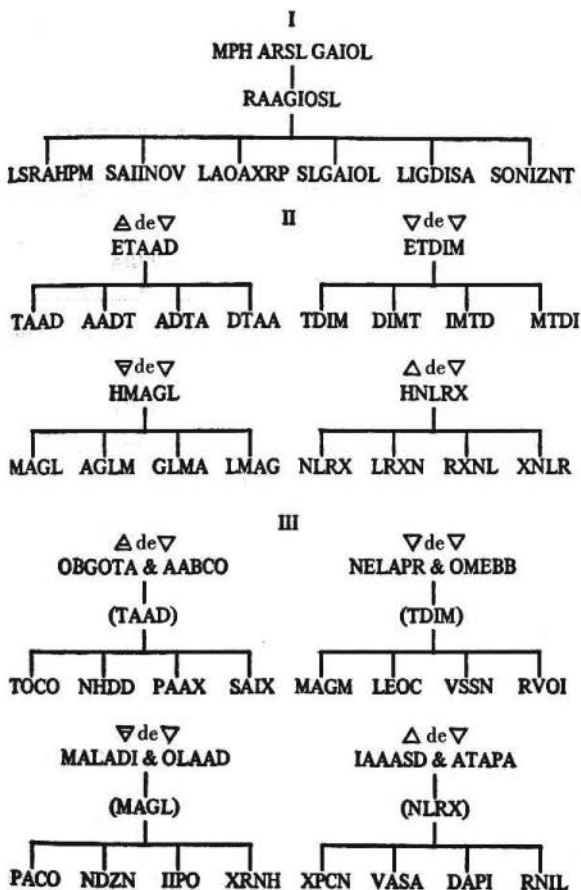 I
MPH ARSL GAIOL
RAAGIOSL
LSRAHPM SAIINOV LAOAXRP SLGAIOL LIGDISA SONIZNT
II
🜁 de 🜄 ▽ de ▽
ETAAD ETDIM
TAAD AADT ADTA DTAA TDIM DIMT IMTD MTDI
🜃 de ▽ △ de ▽
HMAGL HNLRX
MAGL AGLM GLMA LMAG NLRX LRXN RXNL XNLR
III
🜁 de ▽ ▽ de ▽
OBGOTA & AABCO NELAPR & OMEBB
(TAAD) (TDIM)
TOCO NHDD PAAX SAIX MAGM LEOC VSSN RVOI
🜃 de ▽ △ de ▽
MALADI & OLAAD IAAASD & ATAPA
(MAGL) (NLRX)
PACO NDZN IIPO XRNH XPCN VASA DAPI RNIL